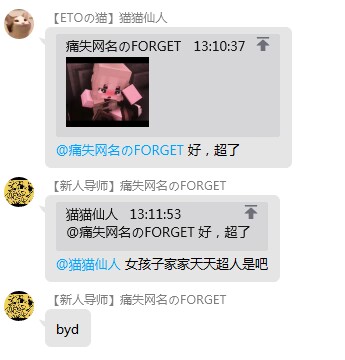 【ETOの猫】猫猫仙人
痛失网名のFORGET 13:10:37
@痛失网名のFORGET 好，超了
【新人导师】痛失网名のFORGET
猫猫仙人 13:11:53
@痛失网名のFORGET 好，超了
@猫猫仙人 女孩子家家天天超人是吧
【新人导师】痛失网名のFORGET
byd